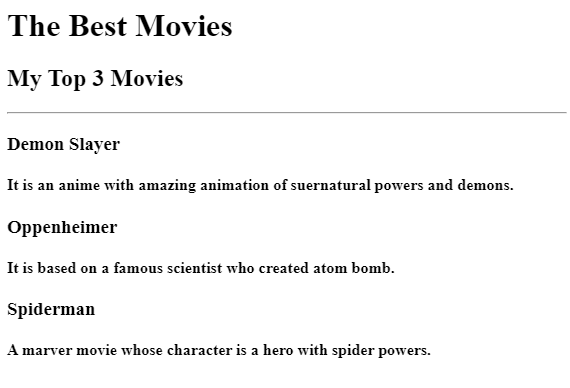 The Best Movies
My Top 3 Movies
Demon Slayer
It is an anime with amazing animation of suernatural powers and demons.
Oppenheimer
It is based on a famous scientist who created atom bomb.
Spiderman
A marver movie whose character is a hero with spider powers.